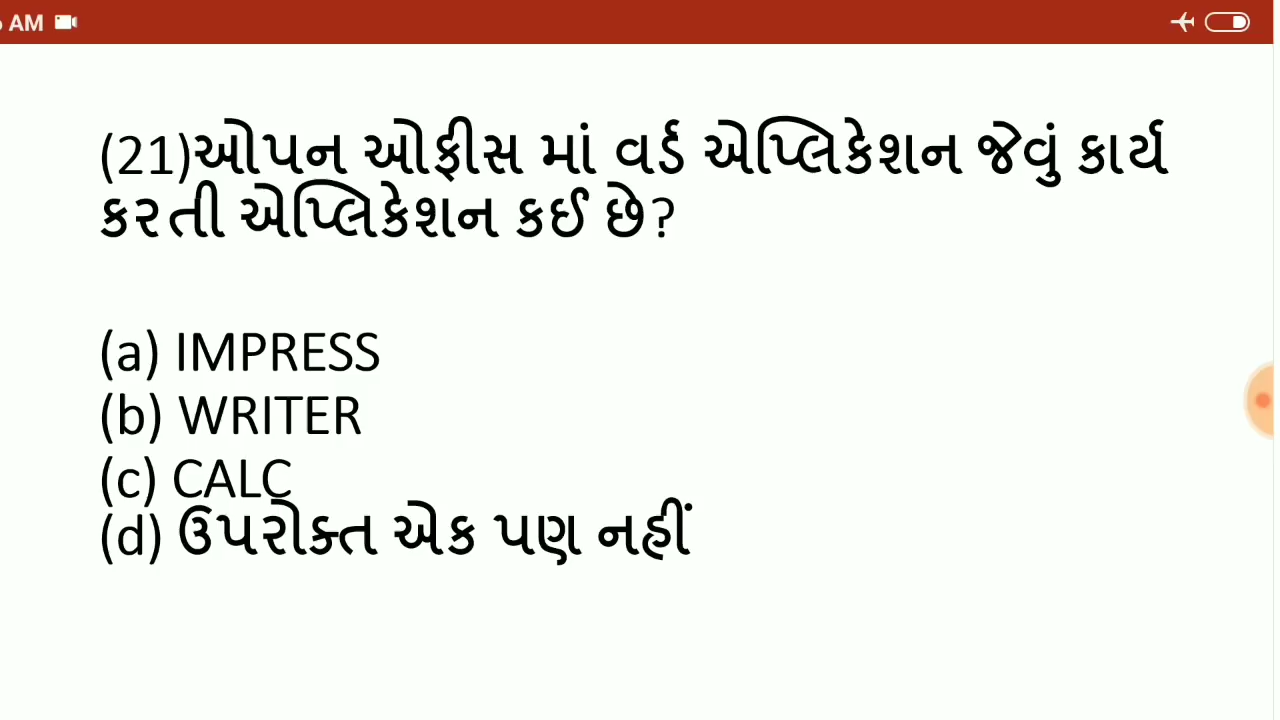 AM
(21)ઓપન ઓફીસ માં વર્ડ એપ્લિકેશન જેવું કાર્ય
કરતી એપ્લિકેશન કઈ છે?
(a) IMPRESS
(b) WRITER
(c) CALC
(d) ઉપરોક્ત એક પણ નહીં